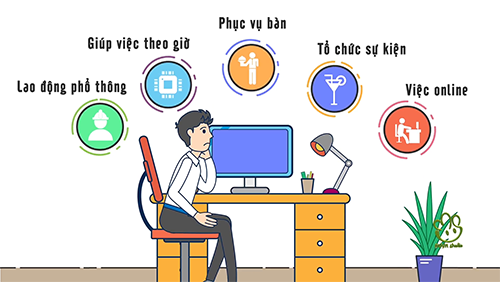 Phục vụ bàn
Giúp việc theo giờ
Tổ chức sự kiện
Lao động phổ thông
Việc online